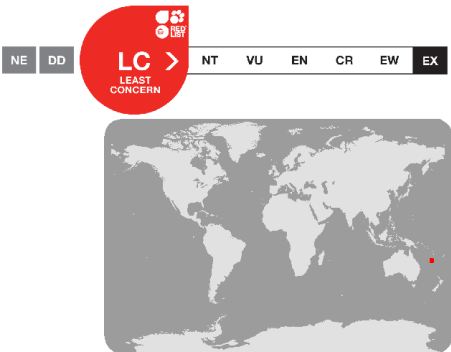 RED
LIST
NE DD LC NT VU EN CR EW EX
LEAST
CONCERN